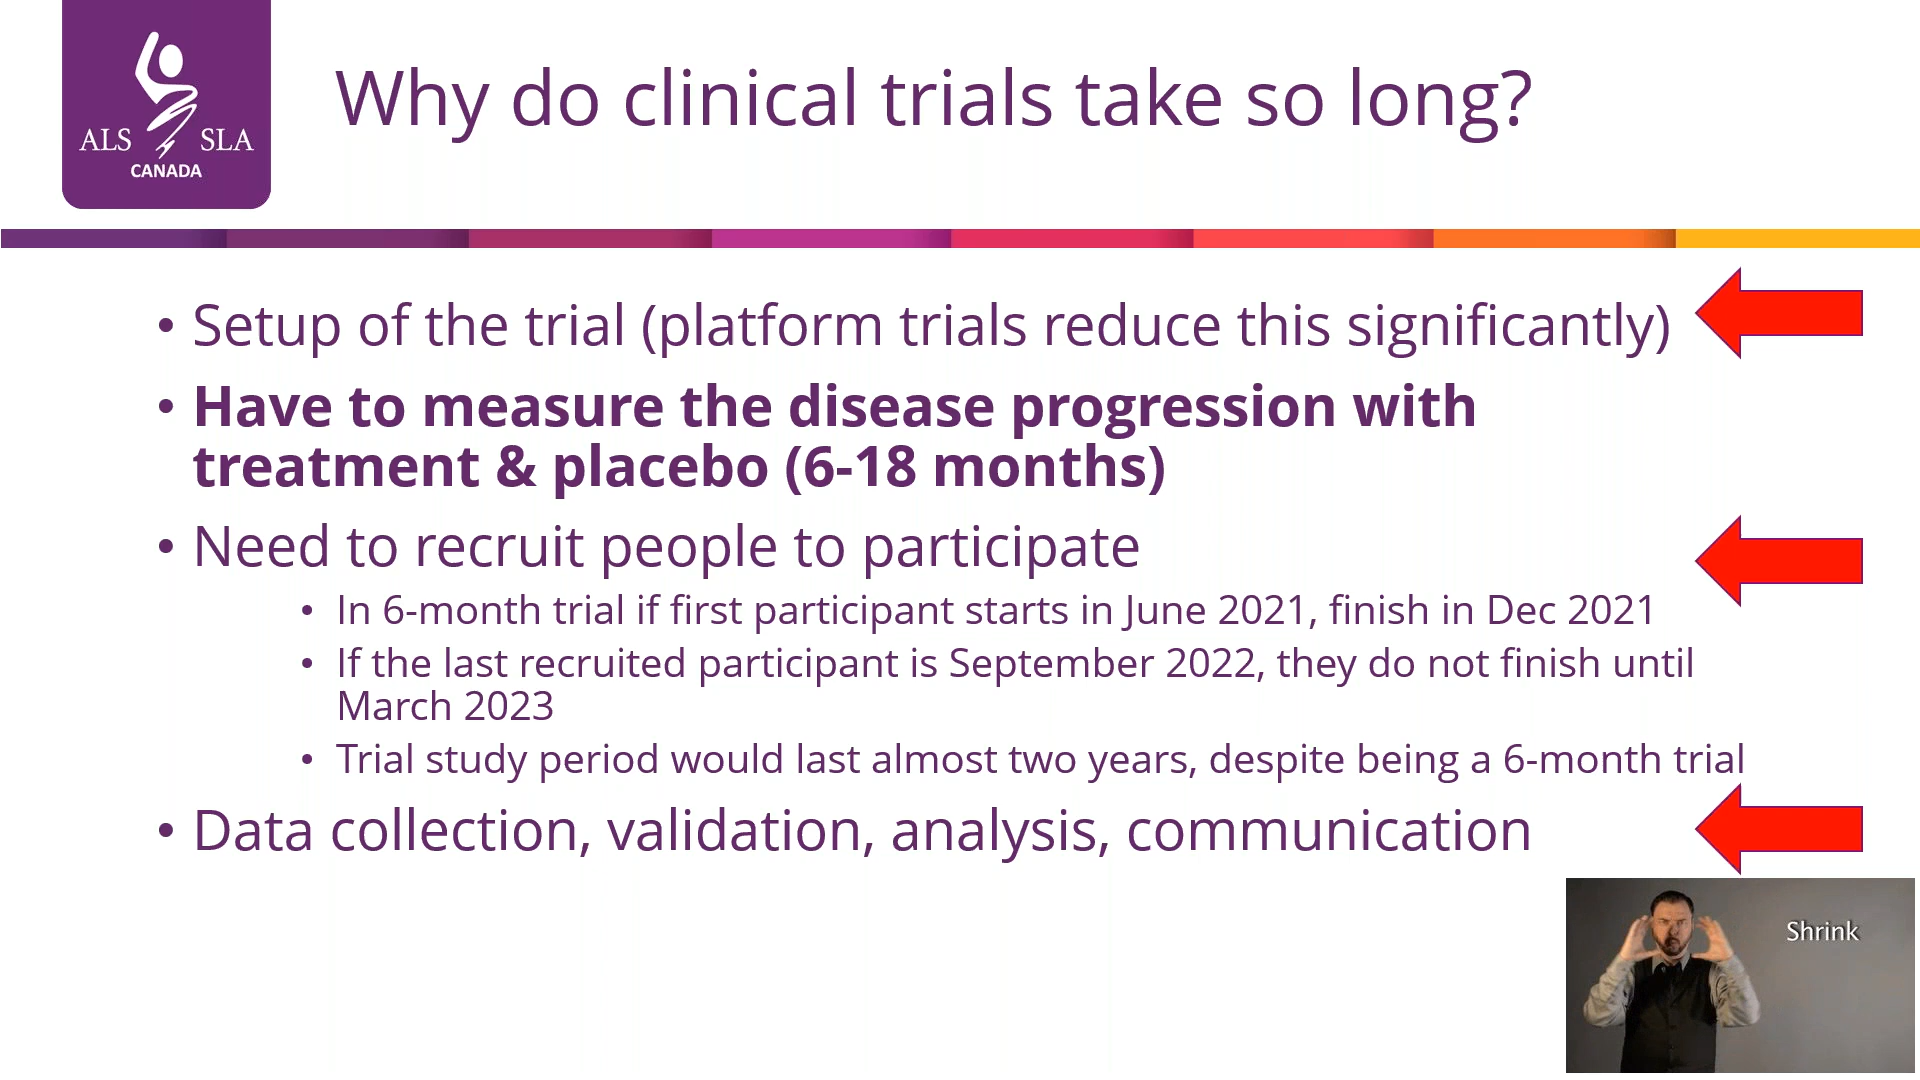 ALS SLA
CANADA
Why do clinical trials take so long?
• Setup of the trial (platform trials reduce this significantly)
• Have to measure the disease progression with
treatment & placebo (6-18 months)
• Need to recruit people to participate
• In 6-month trial if first participant starts in June 2021, finish in Dec 2021
• If the last recruited participant is September 2022, they do not finish until
March 2023
• Trial study period would last almost two years, despite being a 6-month trial
• Data collection, validation, analysis, communication
Shrink